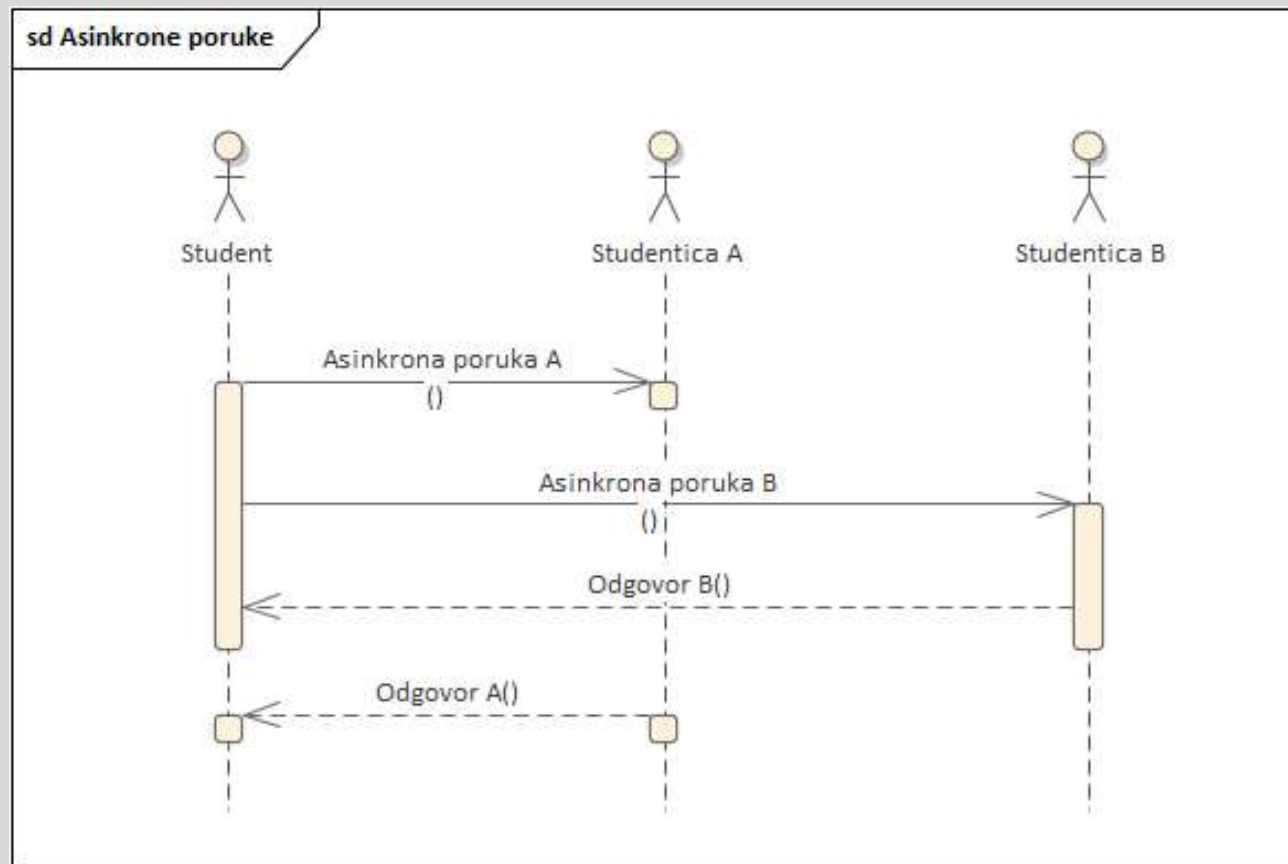 sd Asinkrone poruke
Student
Studentica A
Studentica B
Asinkrona poruka A
()
Asinkrona poruka B
()
Odgovor B()
Odgovor A()